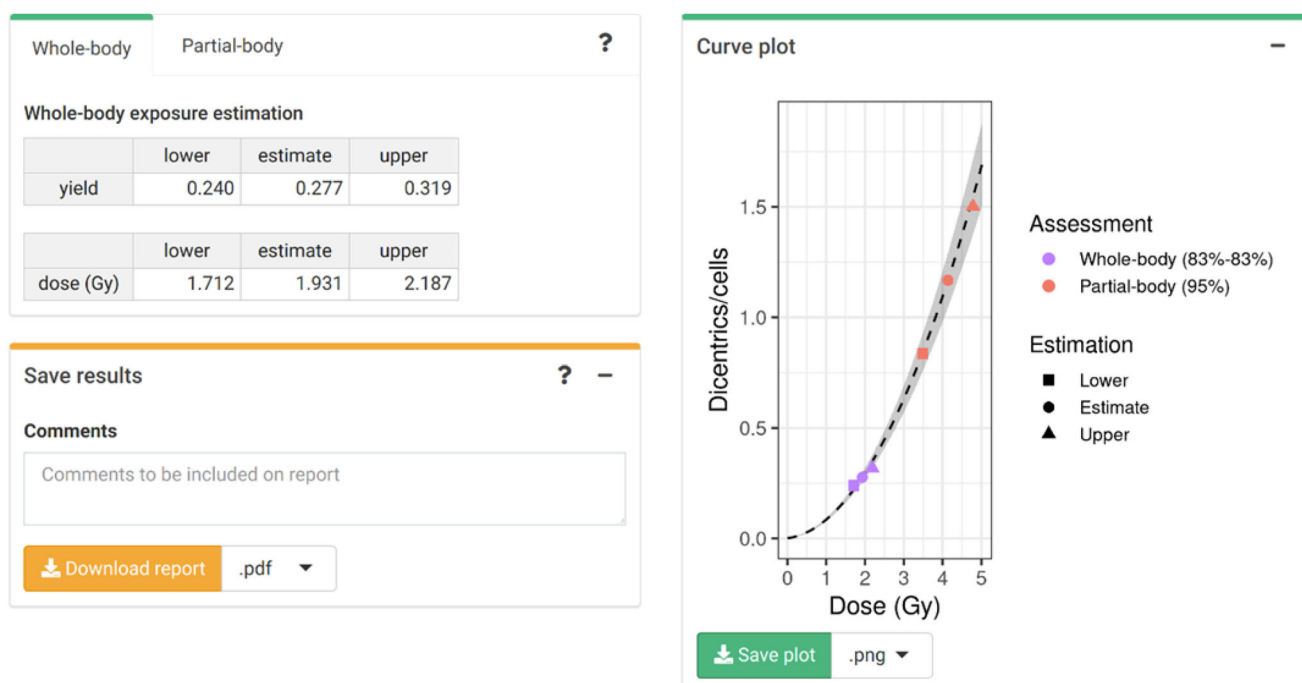 Whole-body Partial-body ?
Whole-body exposure estimation
lower estimate upper
yield 0.240 0.277 0.319
lower estimate upper
dose (Gy) 1.712 1.931 2.187
Save results ? −
Comments
Comments to be included on report
Download report .pdf
Curve plot −
Dicentrics/cells
1.5
1.0
0.5
0.0
0 1 2 3 4 5
Dose (Gy)
Assessment
Whole-body (83%-83%)
Partial-body (95%)
Estimation
Lower
Estimate
Upper
Save plot .png